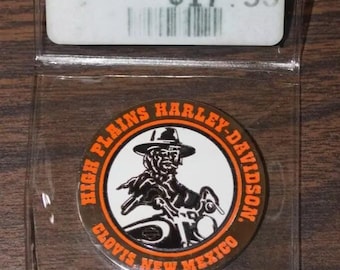 HIGH PLAINS HARLEY-DAVIDSON
CLOVIS, NEW MEXICO